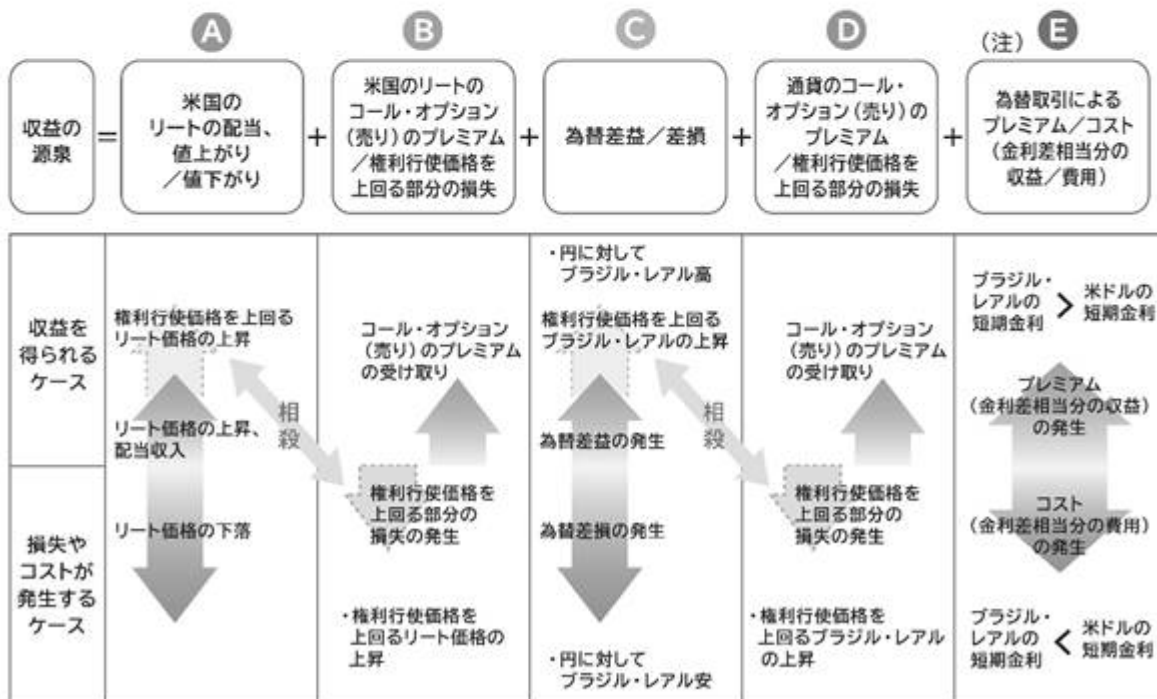 A
B
C
D
(注) E
収益の
源泉
=
米国の
リートの配当、
値上がり
/値下がり
+
米国のリートの
コール・オプション
(売り)のプレミアム
/権利行使価格を
上回る部分の損失
+
為替差益/差損
+
通貨のコール・
オプション(売り)の
プレミアム
/権利行使価格を
上回る部分の損失
+
為替取引による
プレミアム/コスト
(金利差相当分の
収益/費用)
収益を
得られる
ケース
権利行使価格を上回る
リート価格の上昇
リート価格の上昇、
配当収入
相殺
コール・オプション
(売り)のプレミアム
の受け取り
・円に対して
ブラジル・レアル高
権利行使価格を上回る
ブラジル・レアルの上昇
為替差益の発生
相殺
コール・オプション
(売り)のプレミアム
の受け取り
ブラジル・
レアルの
短期金利
>
米ドルの
短期金利
プレミアム
(金利差相当分の収益)
の発生
損失や
コストが
発生する
ケース
リート価格の下落
権利行使価格を
上回る部分の
損失の発生
・権利行使価格を
上回るリート価格の
上昇
為替差損の発生
・円に対して
ブラジル・レアル安
権利行使価格を
上回る部分の
損失の発生
・権利行使価格を
上回るブラジル・レアル
の上昇
コスト
(金利差相当分の費用)
の発生
ブラジル・
レアルの
短期金利
<
米ドルの
短期金利